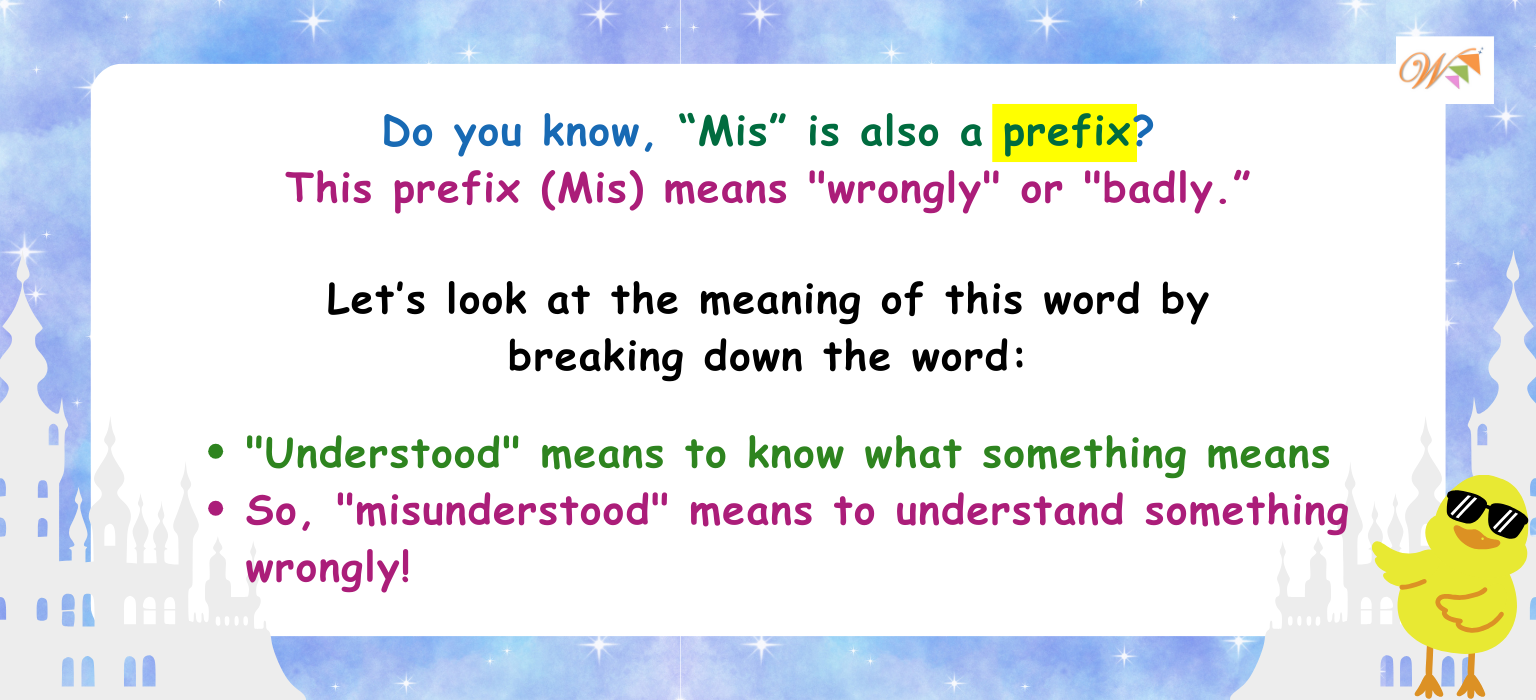 Do you know, “Mis” is also a prefix?
This prefix (Mis) means "wrongly" or "badly.”
Let’s look at the meaning of this word by
breaking down the word:
• "Understood" means to know what something means
• So, "misunderstood" means to understand something
wrongly!
W